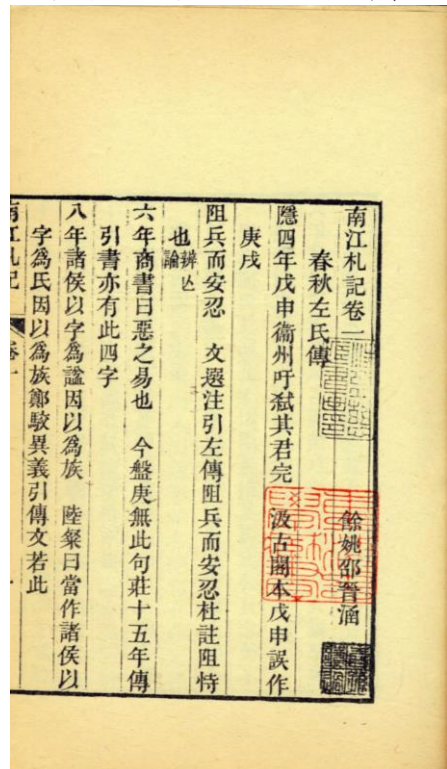 南江札記卷一
餘姚邵晉涵
春秋左氏傳
隱四年戊申衞州吁弑其君完　汲古閣本戊申誤作
庚戌
阻兵而安忍　文選注引左傳阻兵而安忍杜註阻恃
也辨亡論
六年商書曰惡之易也　今盤庚無此句莊十五年傳
引書亦有此四字
八年諸侯以字爲諡因以爲族　陸粲曰當作諸侯以
字爲氏因以爲族鄭駮異義引傳文若此
南江札記　卷一